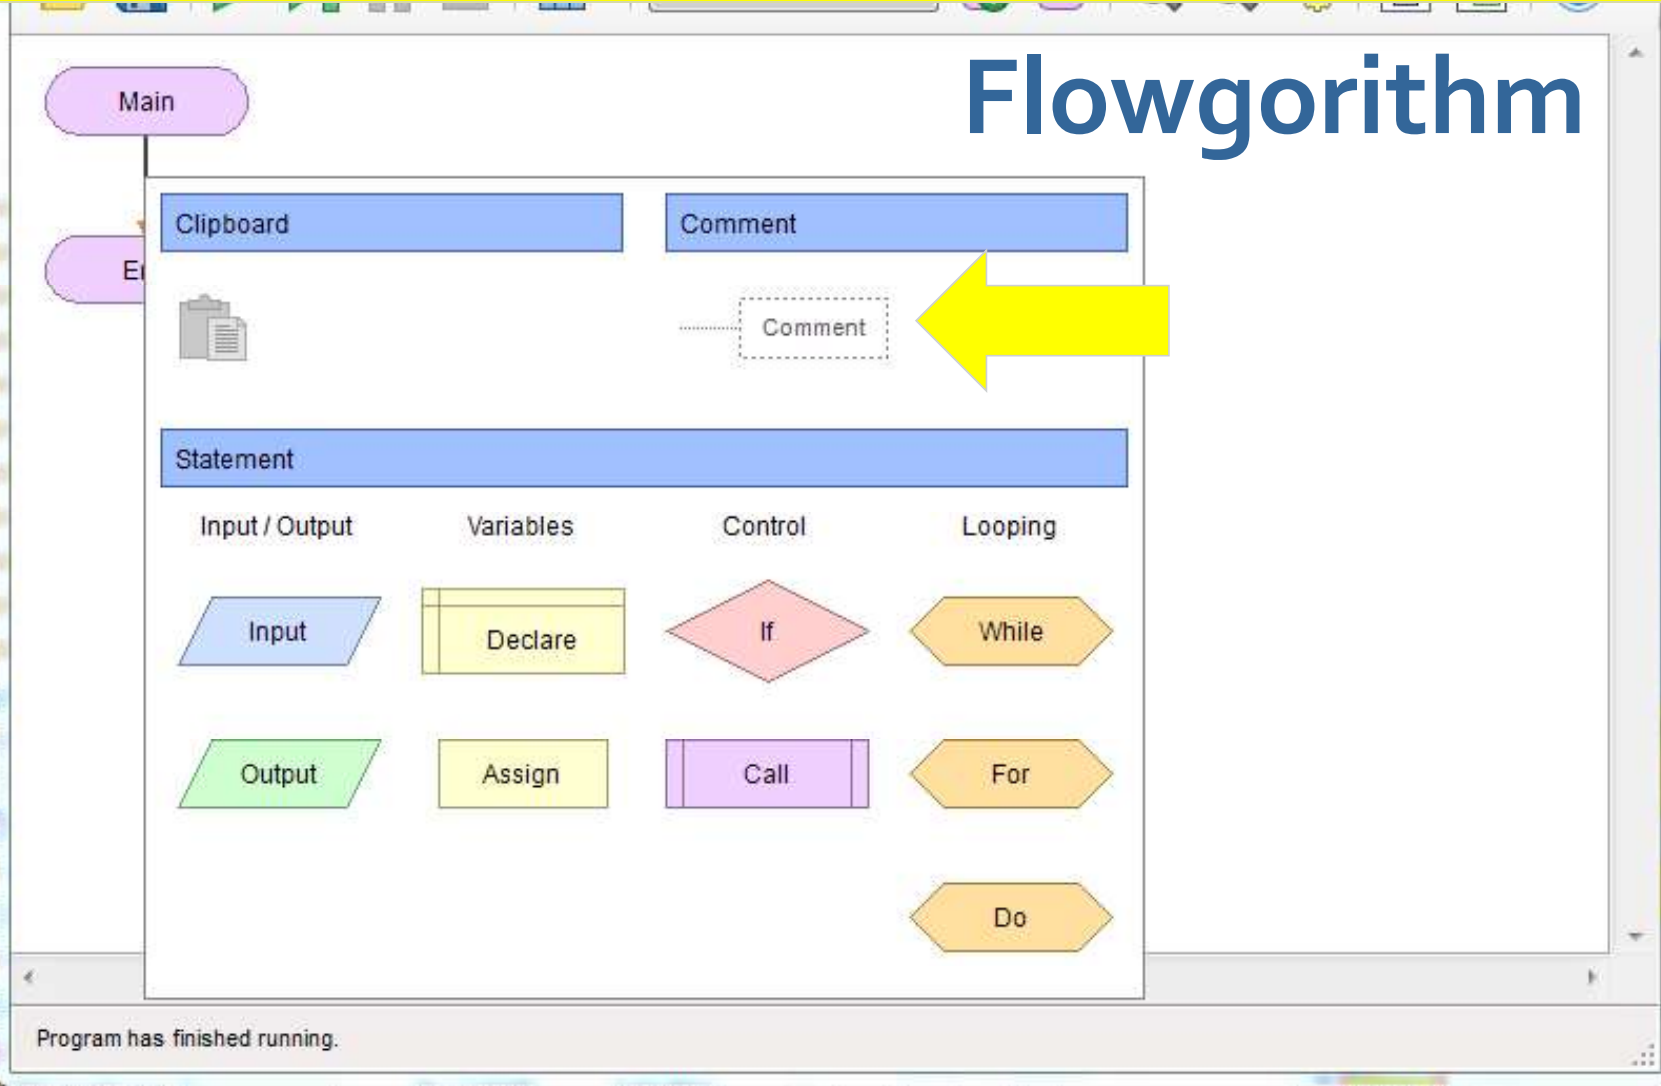 Flowgorithm
Main
Clipboard
Comment
Comment
Statement
Input / Output
Variables
Control
Looping
Input
Declare
If
While
Output
Assign
Call
For
Do
Program has finished running.